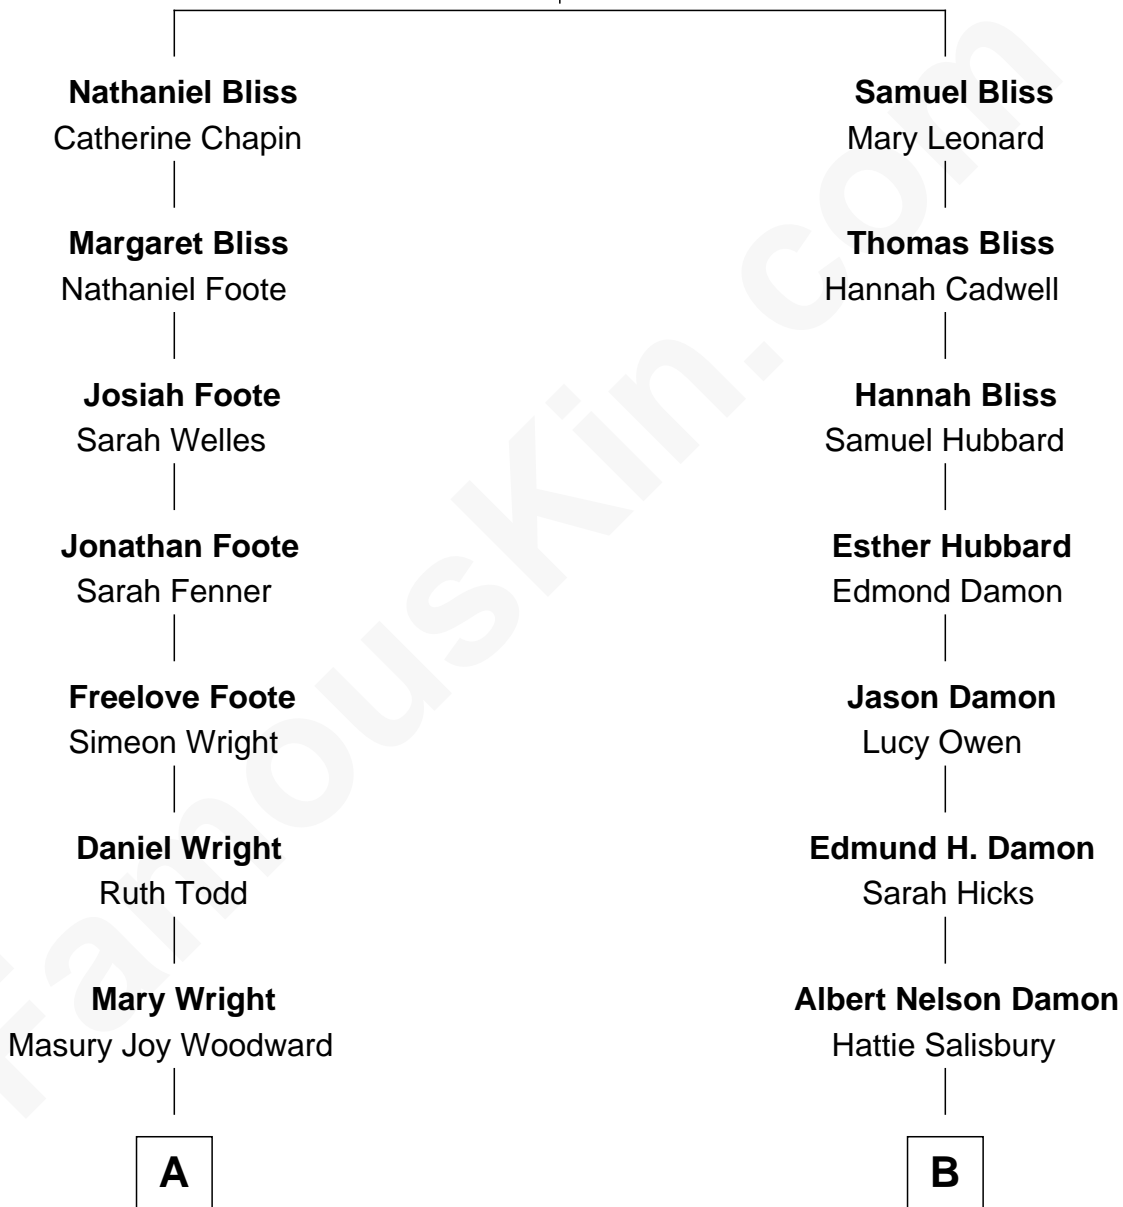 Nathaniel Bliss
Catherine Chapin
Margaret Bliss
Nathaniel Foote
Josiah Foote
Sarah Welles
Jonathan Foote
Sarah Fenner
Freelove Foote
Simeon Wright
Daniel Wright
Ruth Todd
Mary Wright
Masury Joy Woodward
A
Samuel Bliss
Mary Leonard
Thomas Bliss
Hannah Cadwell
Hannah Bliss
Samuel Hubbard
Esther Hubbard
Edmond Damon
Jason Damon
Lucy Owen
Edmund H. Damon
Sarah Hicks
Albert Nelson Damon
Hattie Salisbury
B
FamousKin.com